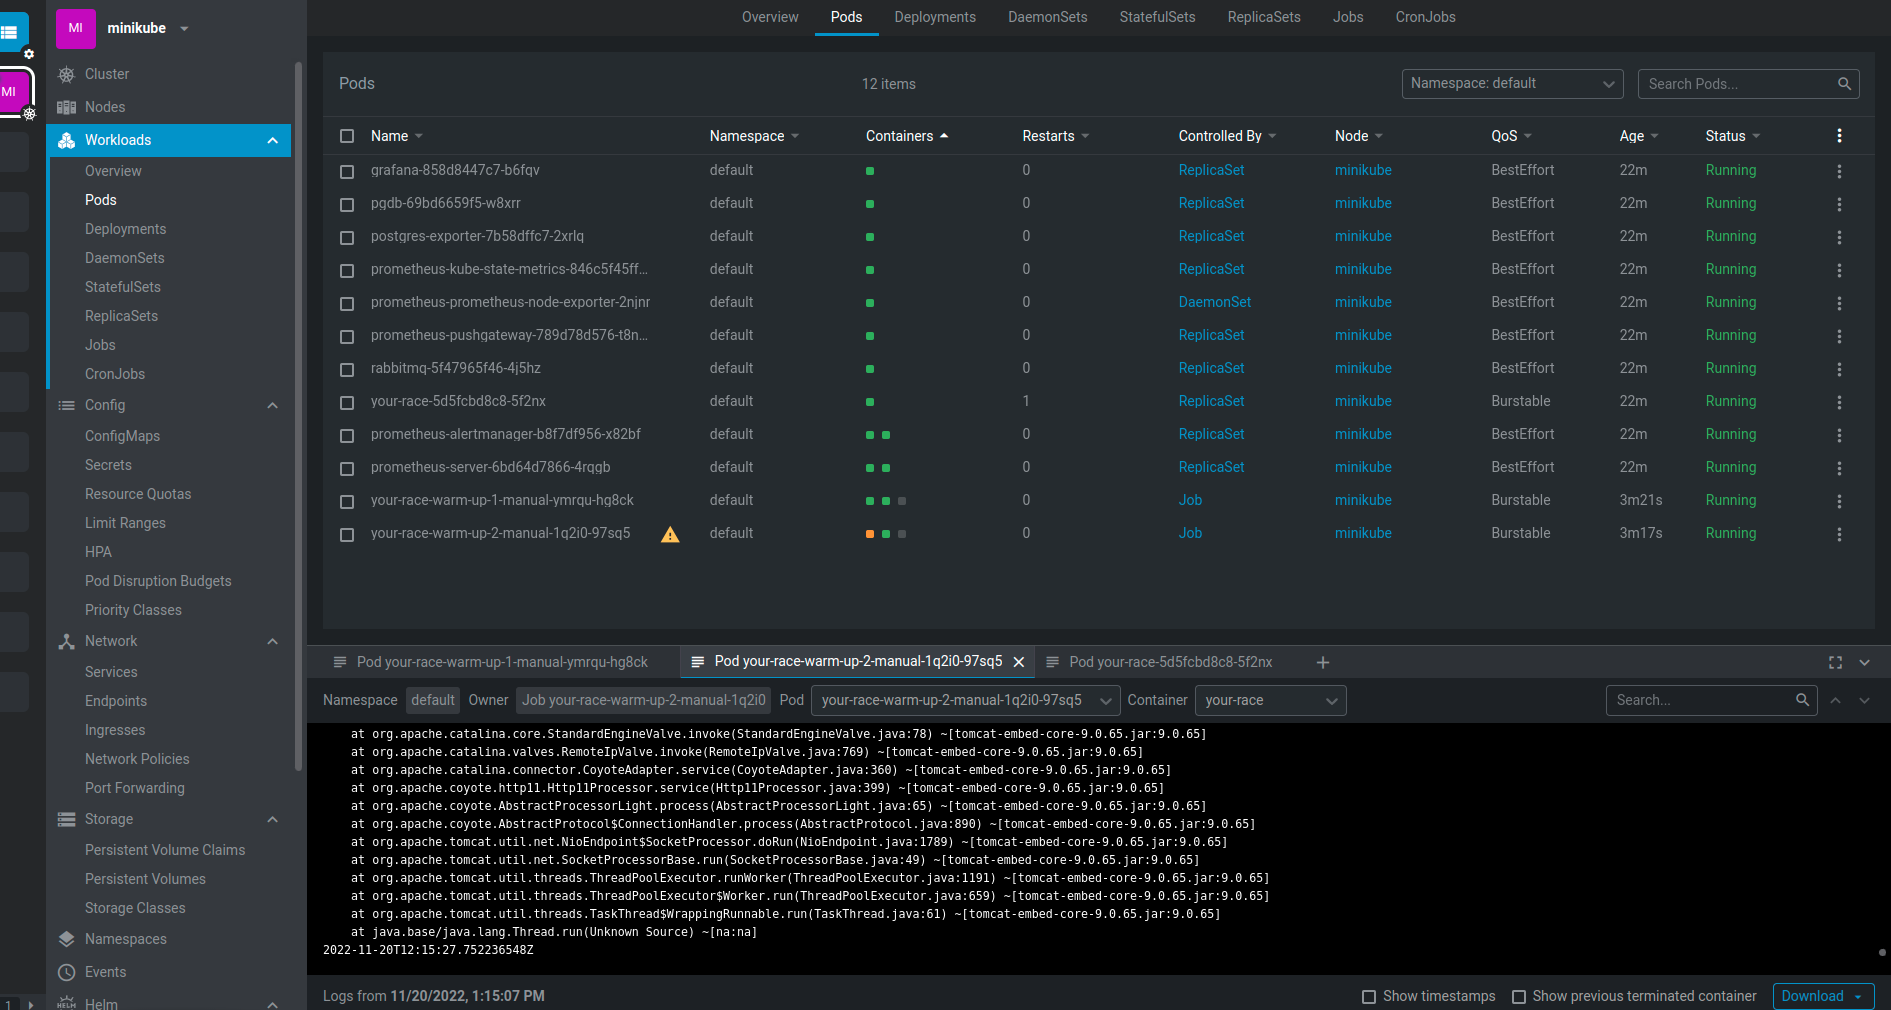 MI
minikube
MI
1
Cluster
Nodes
Workloads
Overview
Pods
Deployments
DaemonSets
StatefulSets
ReplicaSets
Jobs
CronJobs
Config
ConfigMaps
Secrets
Resource Quotas
Limit Ranges
HPA
Pod Disruption Budgets
Priority Classes
Network
Services
Endpoints
Ingresses
Network Policies
Port Forwarding
Storage
Persistent Volume Claims
Persistent Volumes
Storage Classes
Namespaces
Events
HELM Helm
Overview Pods Deployments DaemonSets StatefulSets ReplicaSets Jobs CronJobs
Pods 12 items Namespace: default Search Pods...
Name Namespace Containers Restarts Controlled By Node QoS Age Status
grafana-858d8447c7-b6fqv default 0 ReplicaSet minikube BestEffort 22m Running
pgdb-69bd6659f5-w8xrr default 0 ReplicaSet minikube BestEffort 22m Running
postgres-exporter-7b58dffc7-2xrlq default 0 ReplicaSet minikube BestEffort 22m Running
prometheus-kube-state-metrics-846c5f45ff... default 0 ReplicaSet minikube BestEffort 22m Running
prometheus-prometheus-node-exporter-2njnr default 0 DaemonSet minikube BestEffort 22m Running
prometheus-pushgateway-789d78d576-t8n... default 0 ReplicaSet minikube BestEffort 22m Running
rabbitmq-5f47965f46-4j5hz default 0 ReplicaSet minikube BestEffort 22m Running
your-race-5d5fcbd8c8-5f2nx default 1 ReplicaSet minikube Burstable 22m Running
prometheus-alertmanager-b8f7df956-x82bf default 0 ReplicaSet minikube BestEffort 22m Running
prometheus-server-6bd64d7866-4rqgb default 0 ReplicaSet minikube BestEffort 22m Running
your-race-warm-up-1-manual-ymrqu-hg8ck default 0 Job minikube Burstable 3m21s Running
your-race-warm-up-2-manual-1q2i0-97sq5 default 0 Job minikube Burstable 3m17s Running
Pod your-race-warm-up-1-manual-ymrqu-hg8ck Pod your-race-warm-up-2-manual-1q2i0-97sq5 Pod your-race-5d5fcbd8c8-5f2nx
Namespace default Owner Job your-race-warm-up-2-manual-1q2i0 Pod your-race-warm-up-2-manual-1q2i0-97sq5 Container your-race Search...
at org.apache.catalina.core.StandardEngineValve.invoke(StandardEngineValve.java:78) ~[tomcat-embed-core-9.0.65.jar:9.0.65]
at org.apache.catalina.valves.RemoteIpValve.invoke(RemoteIpValve.java:769) ~[tomcat-embed-core-9.0.65.jar:9.0.65]
at org.apache.catalina.connector.CoyoteAdapter.service(CoyoteAdapter.java:360) ~[tomcat-embed-core-9.0.65.jar:9.0.65]
at org.apache.coyote.http11.Http11Processor.service(Http11Processor.java:399) ~[tomcat-embed-core-9.0.65.jar:9.0.65]
at org.apache.coyote.AbstractProcessorLight.process(AbstractProcessorLight.java:65) ~[tomcat-embed-core-9.0.65.jar:9.0.65]
at org.apache.coyote.AbstractProtocol$ConnectionHandler.process(AbstractProtocol.java:890) ~[tomcat-embed-core-9.0.65.jar:9.0.65]
at org.apache.tomcat.util.net.NioEndpoint$SocketProcessor.doRun(NioEndpoint.java:1789) ~[tomcat-embed-core-9.0.65.jar:9.0.65]
at org.apache.tomcat.util.net.SocketProcessorBase.run(SocketProcessorBase.java:49) ~[tomcat-embed-core-9.0.65.jar:9.0.65]
at org.apache.tomcat.util.threads.ThreadPoolExecutor.runWorker(ThreadPoolExecutor.java:1191) ~[tomcat-embed-core-9.0.65.jar:9.0.65]
at org.apache.tomcat.util.threads.ThreadPoolExecutor$Worker.run(ThreadPoolExecutor.java:659) ~[tomcat-embed-core-9.0.65.jar:9.0.65]
at org.apache.tomcat.util.threads.TaskThread$WrappingRunnable.run(TaskThread.java:61) ~[tomcat-embed-core-9.0.65.jar:9.0.65]
at java.base/java.lang.Thread.run(Unknown Source) ~[na:na]
2022-11-20T12:15:27.752236548Z
Logs from 11/20/2022, 1:15:07 PM Show timestamps Show previous terminated container Download